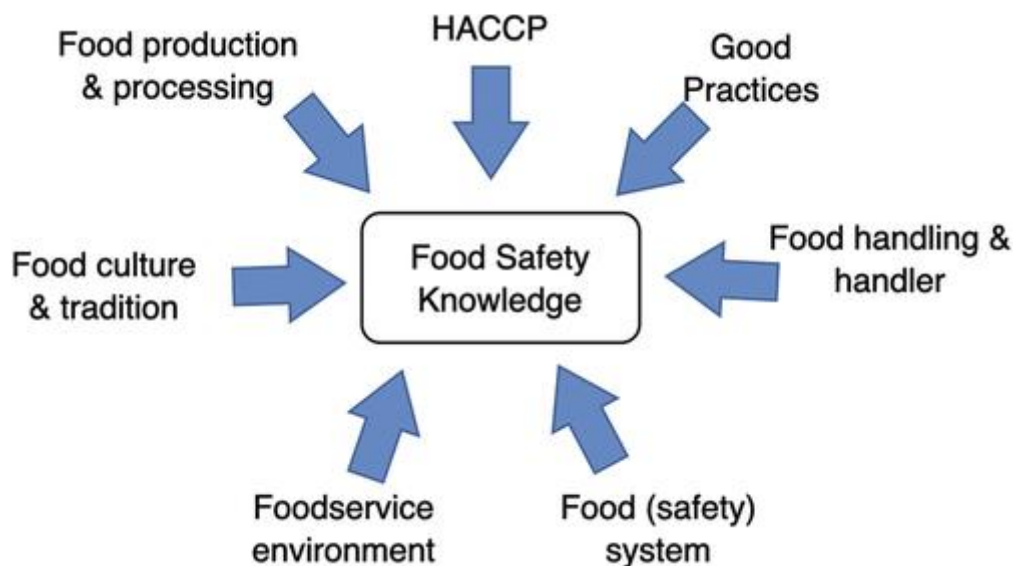 HACCP
Food production
& processing
Good
Practices
Food culture
& tradition
Food Safety
Knowledge
Food handling &
handler
Foodservice
environment
Food (safety)
system